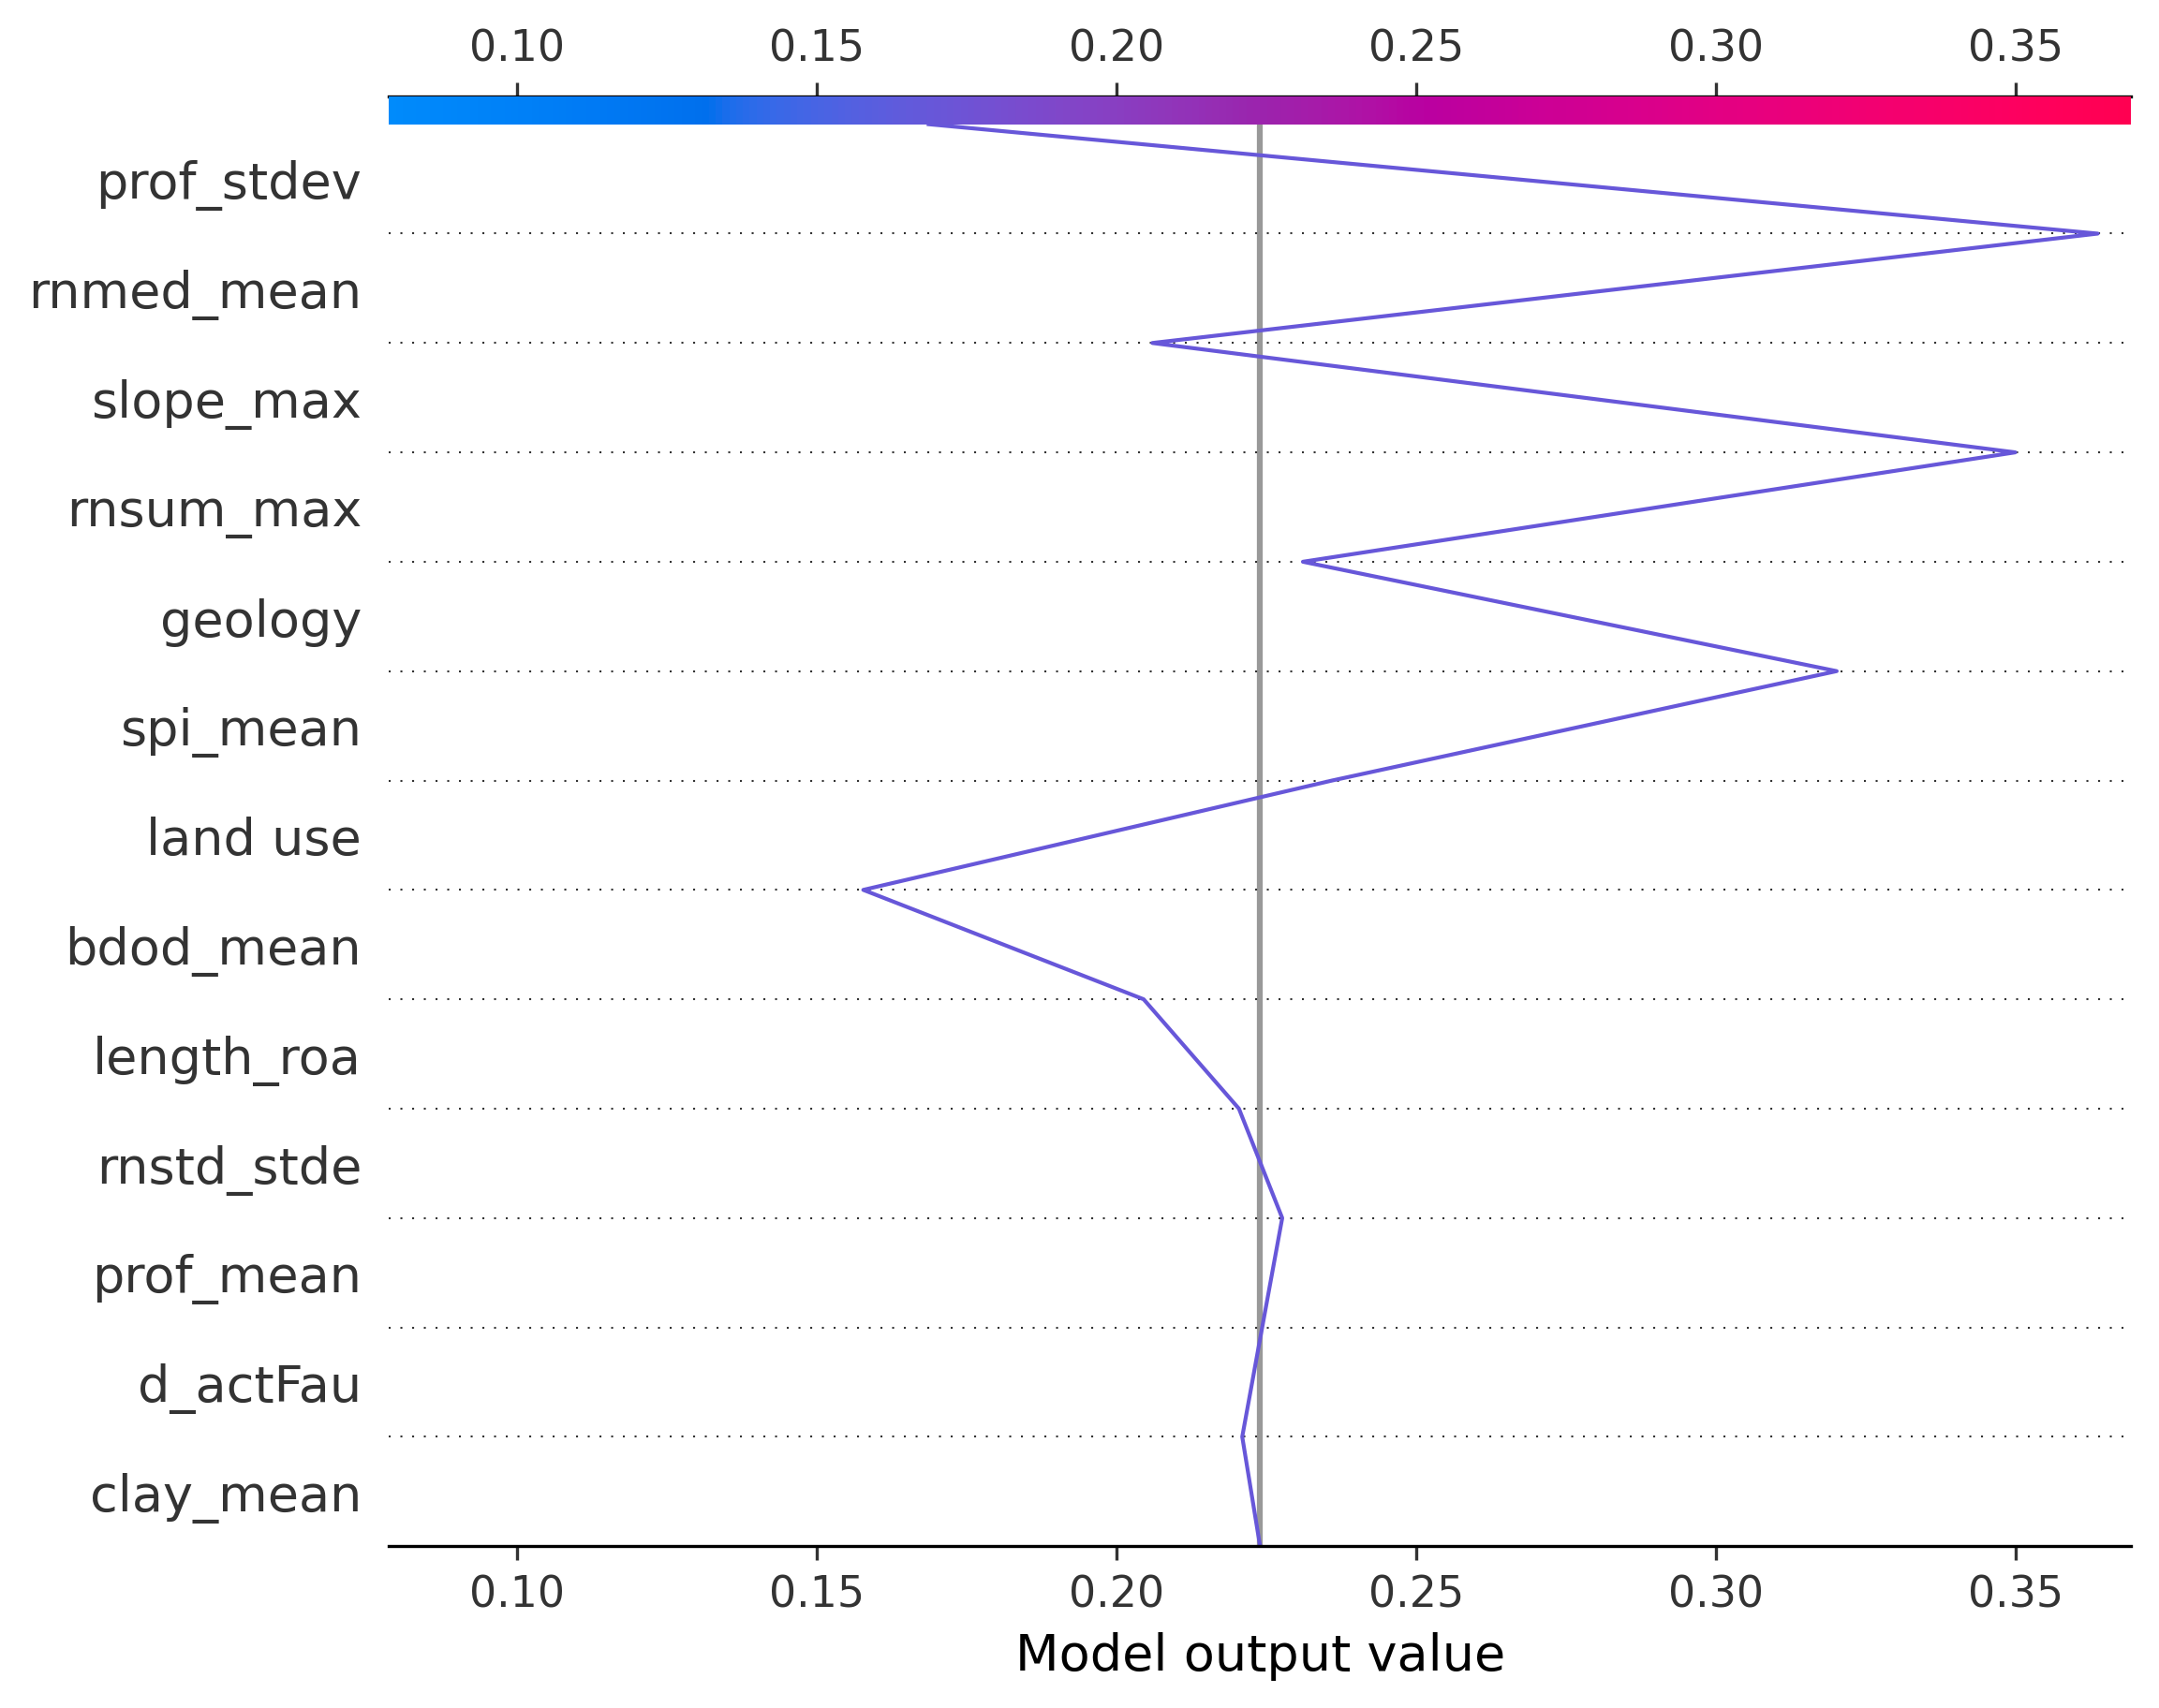 0.10 0.15 0.20 0.25 0.30 0.35
prof_stdev
rnmed_mean
slope_max
rnsum_max
geology
spi_mean
land use
bdod_mean
length_roa
rnstd_stde
prof_mean
d_actFau
clay_mean
0.10 0.15 0.20 0.25 0.30 0.35
Model output value